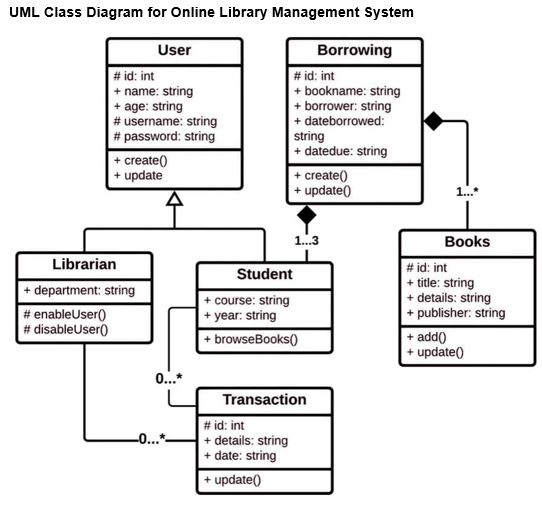 UML Class Diagram for Online Library Management System
User
# id: int
+ name: string
+ age: string
# username: string
# password: string
+ create()
+ update
Borrowing
# id: int
+ bookname: string
+ borrower: string
+ dateborrowed:
string
+ datedue: string
+ create()
+ update()
1...*
1...3
Books
# id: int
+ title: string
+ details: string
+ publisher: string
+ add()
+ update()
Librarian
+ department: string
# enableUser()
# disableUser()
Student
+ course: string
+ year: string
+ browseBooks()
0...*
0...*
Transaction
# id: int
+ details: string
+ date: string
+ update()